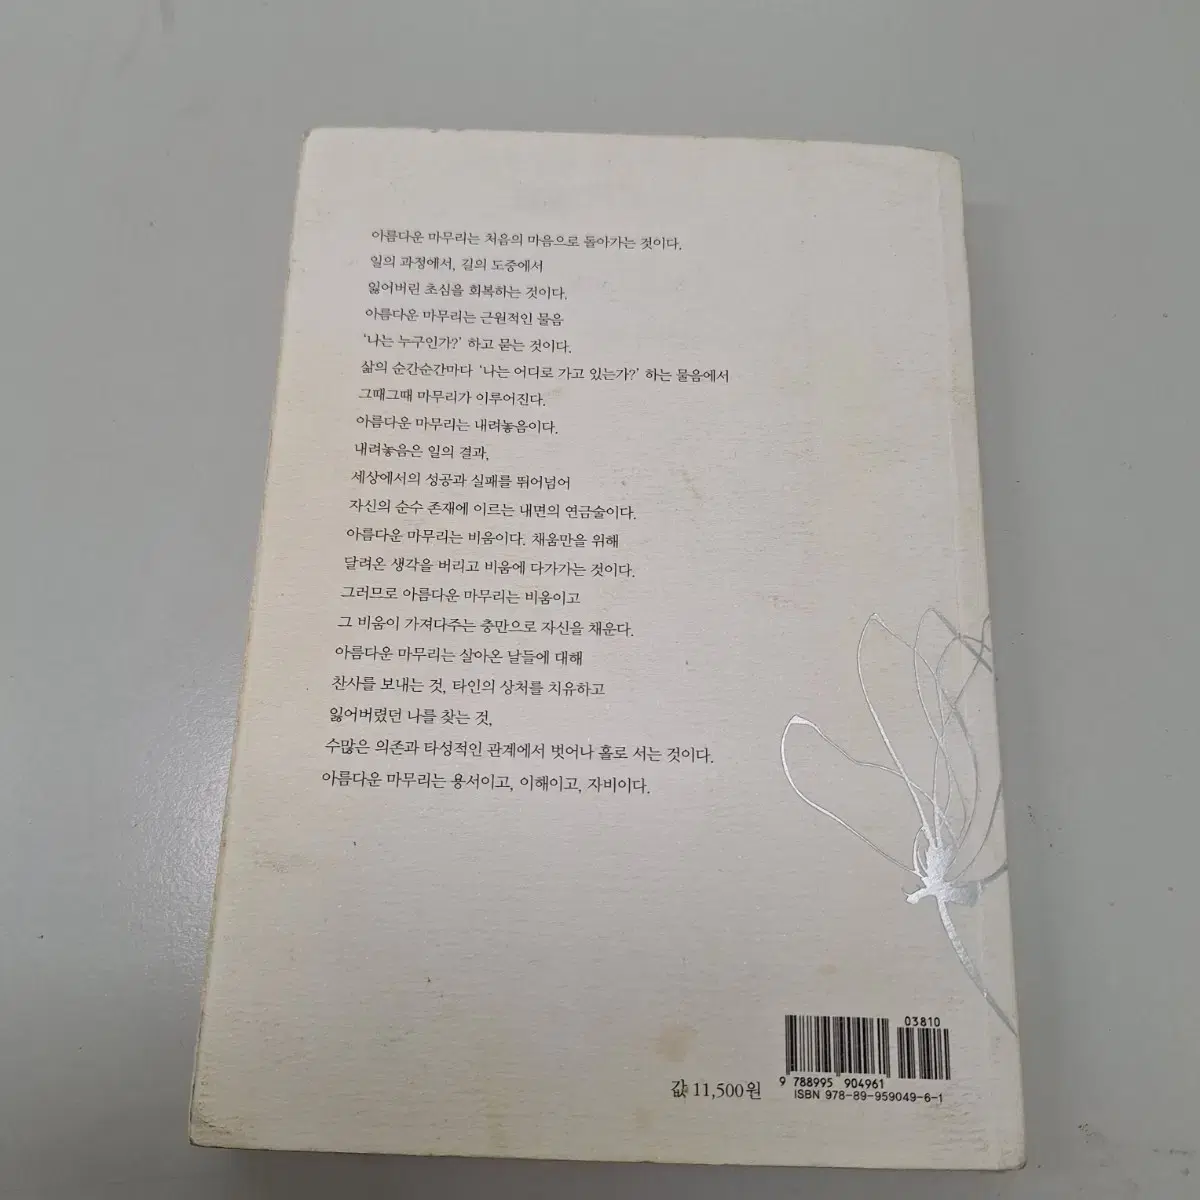 아름다운 마무리는 처음의 마음으로 돌아가는 것이다.
일의 과정에서, 길의 도중에서
잃어버린 초심을 회복하는 것이다.
아름다운 마무리는 근원적인 물음
‘나는 누구인가?’ 하고 묻는 것이다.
삶의 순간순간마다 ‘나는 어디로 가고 있는가?’ 하는 물음에서
그때그때 마무리가 이루어진다.
아름다운 마무리는 내려놓음이다.
내려놓음은 일의 결과,
세상에서의 성공과 실패를 뛰어넘어
자신의 순수 존재에 이르는 내면의 연금술이다.
아름다운 마무리는 비움이다. 채움만을 위해
달려온 생각을 버리고 비움에 다가가는 것이다.
그러므로 아름다운 마무리는 비움이고
그 비움이 가져다주는 충만으로 자신을 채운다.
아름다운 마무리는 살아온 날들에 대해
찬사를 보내는 것, 타인의 상처를 치유하고
잃어버렸던 나를 찾는 것,
수많은 의존과 타성적인 관계에서 벗어나 홀로 서는 것이다.
아름다운 마무리는 용서이고, 이해이고, 자비이다.
03810
9 788995 904961
값 11,500원
ISBN 978-89-959049-6-1